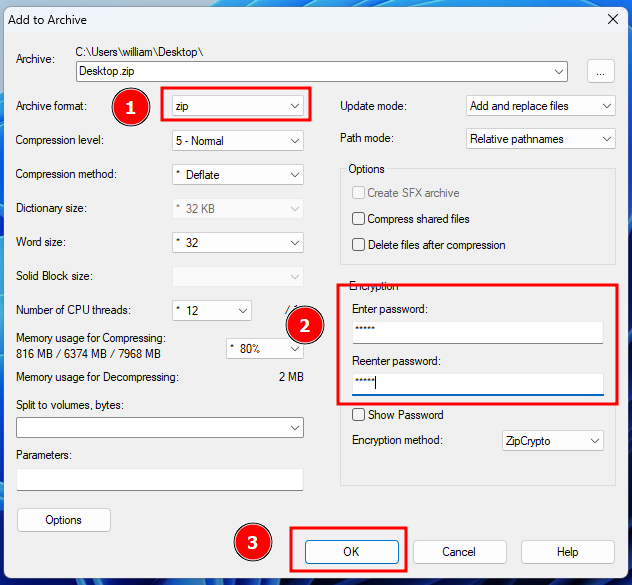 Add to Archive
Archive:
C:\Users\william\Desktop\
Desktop.zip
...
Archive format:
1
zip
Update mode:
Add and replace files
Compression level:
5 - Normal
Path mode:
Relative pathnames
Compression method:
* Deflate
Options
Create SFX archive
Dictionary size:
* 32 KB
Compress shared files
Word size:
* 32
Delete files after compression
Solid Block size:
Encryption
Number of CPU threads:
* 12
Enter password:
2
*****
Memory usage for Compressing:
816 MB / 6374 MB / 7968 MB
* 80%
Reenter password:
*****
Memory usage for Decompressing:
2 MB
Split to volumes, bytes:
Show Password
Encryption method:
ZipCrypto
Parameters:
Options
3
OK
Cancel
Help